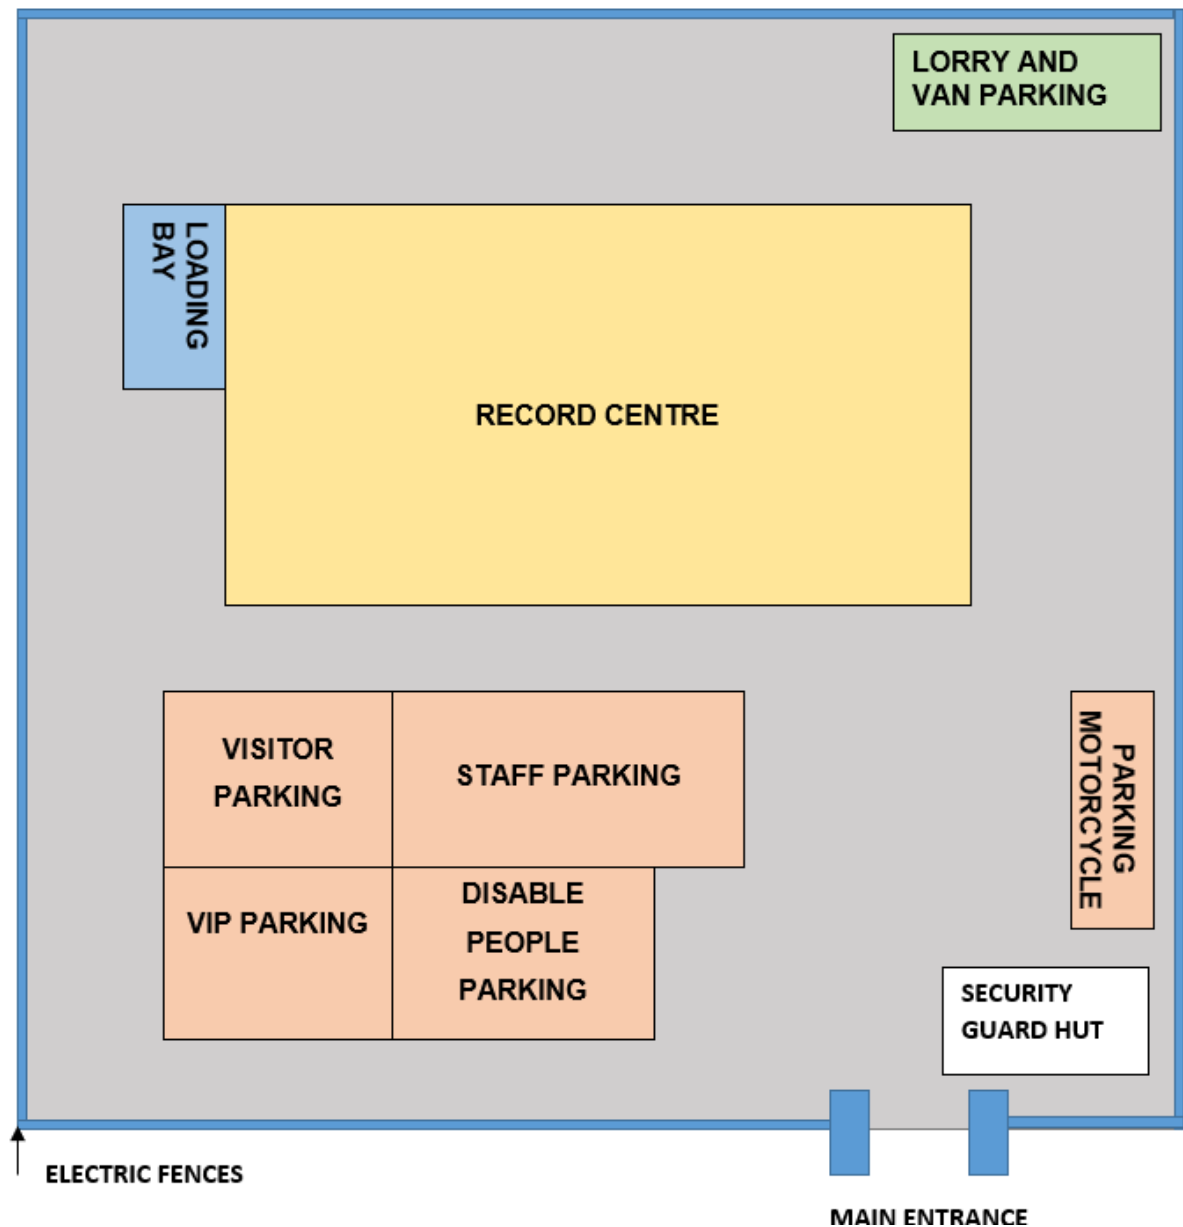 LORRY AND
VAN PARKING
LOADING
BAY
RECORD CENTRE
VISITOR
PARKING
STAFF PARKING
PARKING
MOTORCYCLE
VIP PARKING
DISABLE
PEOPLE
PARKING
SECURITY
GUARD HUT
ELECTRIC FENCES
MAIN ENTRANCE